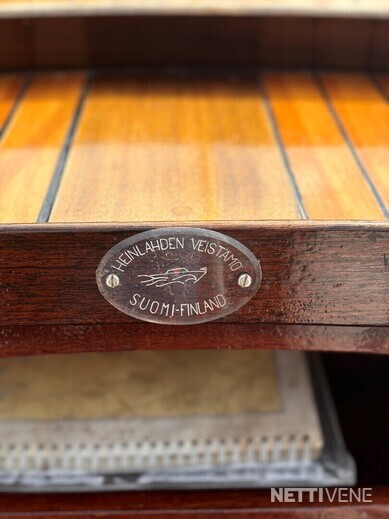 HEINLAHDEN VEISTÄMÖ
SUOMI-FINLAND
NETTIVENE